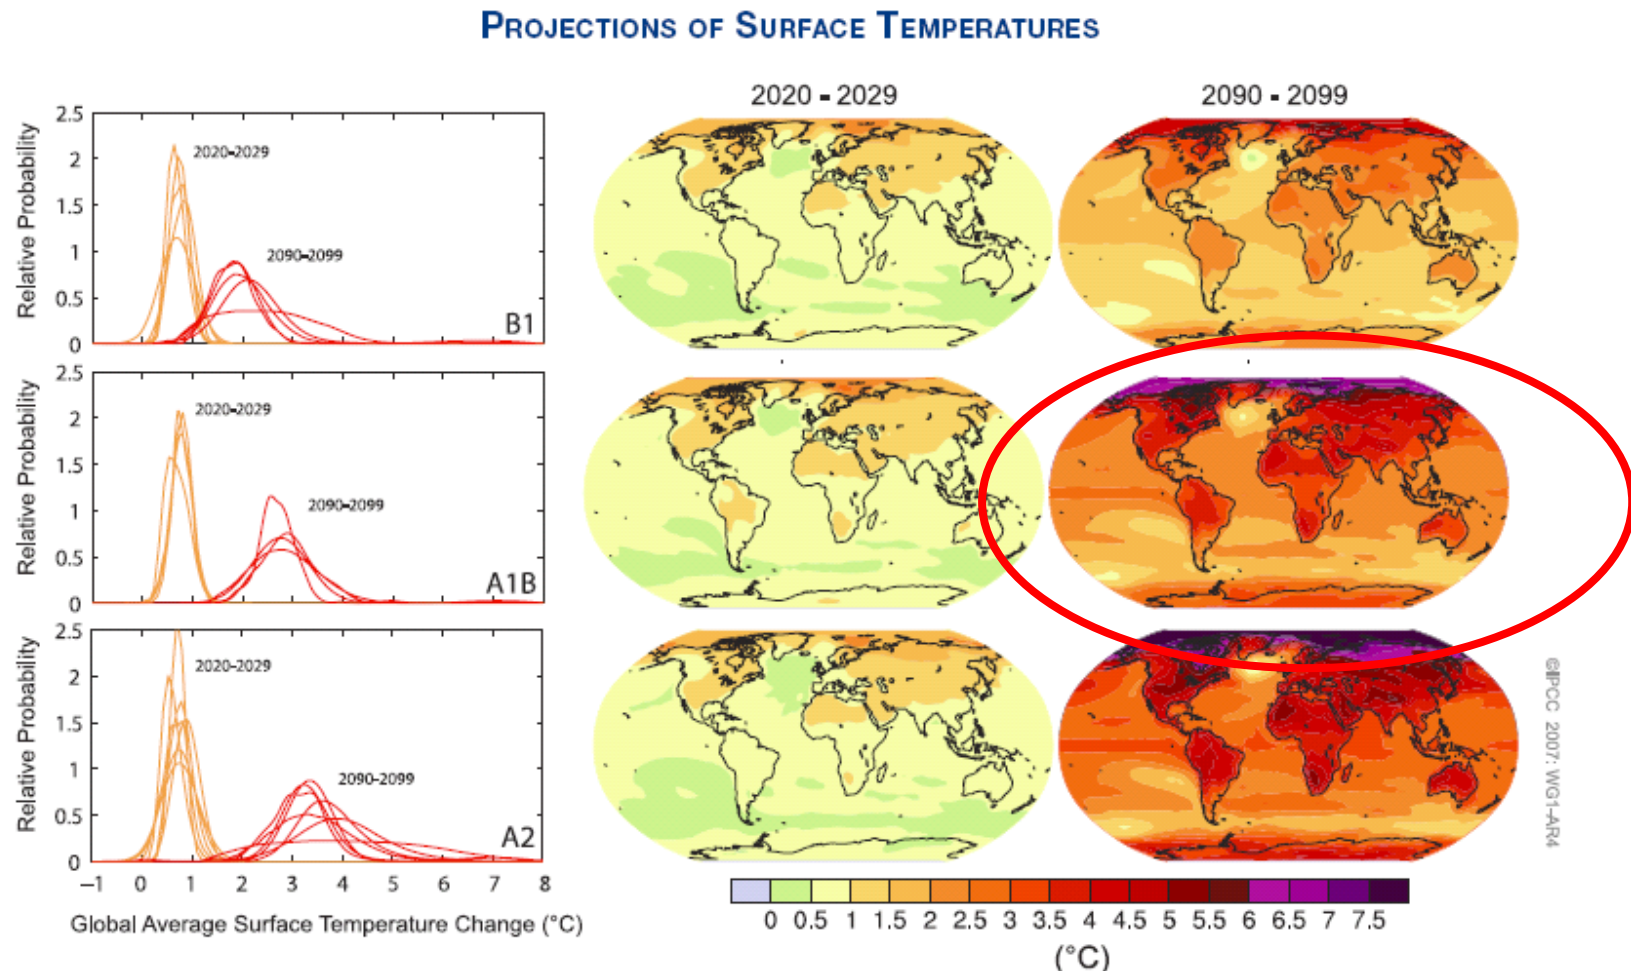 PROJECTIONS OF SURFACE TEMPERATURES
2020 - 2029
2090 - 2099
2.5
2
1.5
1
0.5
0
Relative Probability
2020-2029
2090-2099
B1
2.5
2
1.5
1
0.5
0
Relative Probability
2020-2029
2090-2099
A1B
2.5
2
1.5
1
0.5
0
Relative Probability
2020-2029
2090-2099
A2
−1 0 1 2 3 4 5 6 7 8
Global Average Surface Temperature Change (°C)
0 0.5 1 1.5 2 2.5 3 3.5 4 4.5 5 5.5 6 6.5 7 7.5
(°C)
©IPCC 2007: WG1-AR4